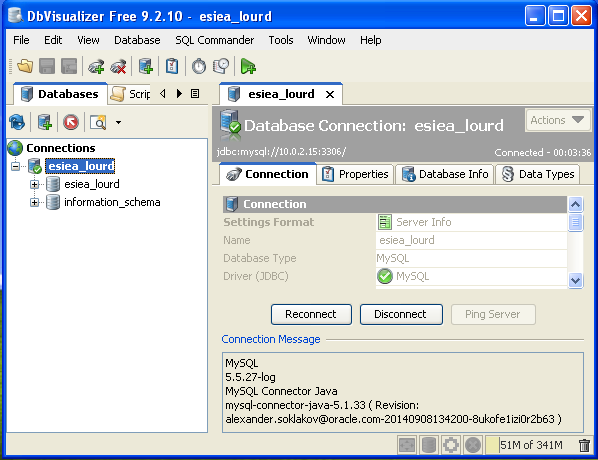 DbVisualizer Free 9.2.10 - esiea_lourd
File Edit View Database SQL Commander Tools Window Help
Databases Scrip
esiea_lourd
Database Connection: esiea_lourd
Actions
jdbc:mysql://10.0.2.15:3306/
Connected - 00:03:36
Connections
esiea_lourd
esiea_lourd
information_schema
Connection Properties Database Info Data Types
Connection
Settings Format Server Info
Name esiea_lourd
Database Type MySQL
Driver (JDBC) MySQL
Reconnect Disconnect Ping Server
Connection Message
MySQL
5.5.27-log
MySQL Connector Java
mysql-connector-java-5.1.33 ( Revision:
alexander.soklakov@oracle.com-20140908134200-8ukofe1izi0r2b63 )
51M of 341M